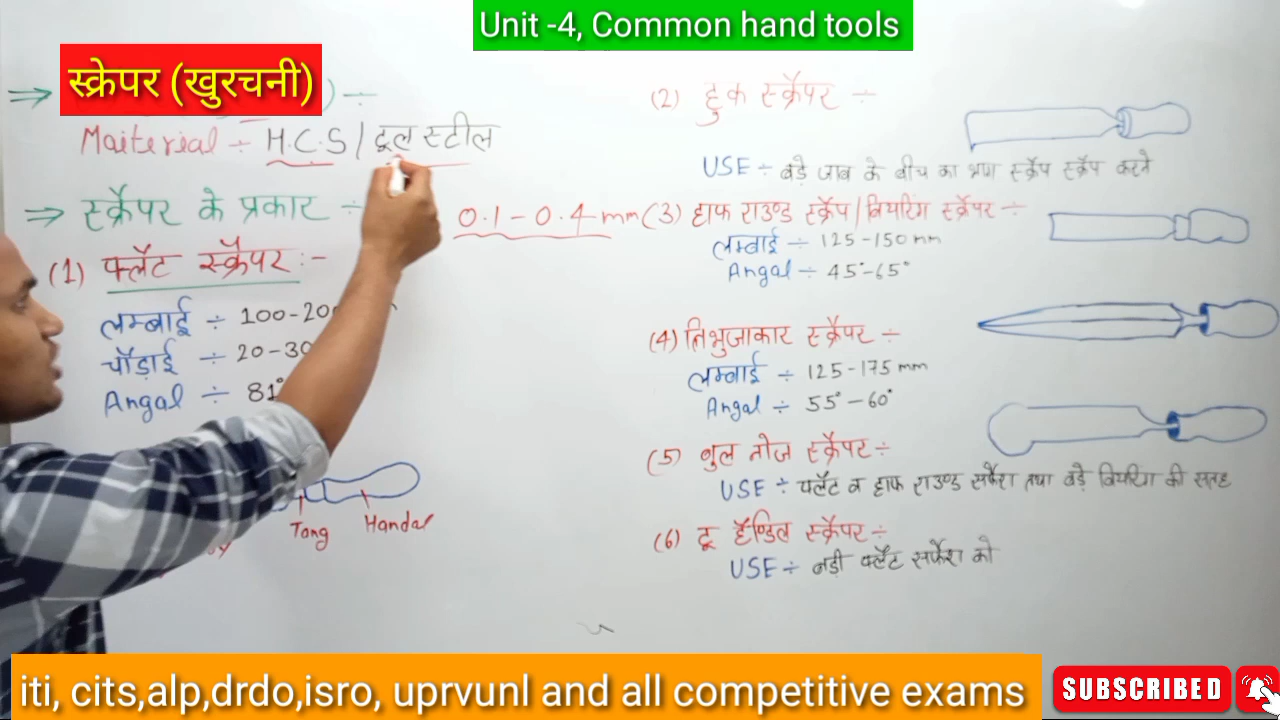 Unit -4, Common hand tools
स्क्रेपर (खुरचनी)
⇒ ) ÷
Maiterial ÷ H.C.S / टूल स्टील
⇒ स्क्रैपर के प्रकार ÷
0.1 - 0.4 mm
(1) फ्लैट स्क्रैपर :-
लम्बाई ÷ 100-200
चौड़ाई ÷ 20-30
Angal ÷ 81°
Tang
Handal
(2) हुक स्क्रैपर ÷
USE ÷ बड़े जाब के बीच का भाग स्क्रैप स्क्रैप करने
(3) हाफ राउण्ड स्क्रैप/बियरिंग स्क्रैपर ÷
लम्बाई ÷ 125-150 mm
Angal ÷ 45°-65°
(4) त्रिभुजाकार स्क्रैपर ÷
लम्बाई ÷ 125-175 mm
Angal ÷ 55°-60°
(5) बुल नोज स्क्रैपर ÷
USE ÷ फ्लैट व हाफ राउण्ड सर्फेश तथा बड़े बियरिंग की सतह
(6) टू हैण्डिल स्क्रैपर ÷
USE ÷ बड़ी फ्लैट सर्फेश को
iti, cits,alp,drdo,isro, uprvunl and all competitive exams
SUBSCRIBED